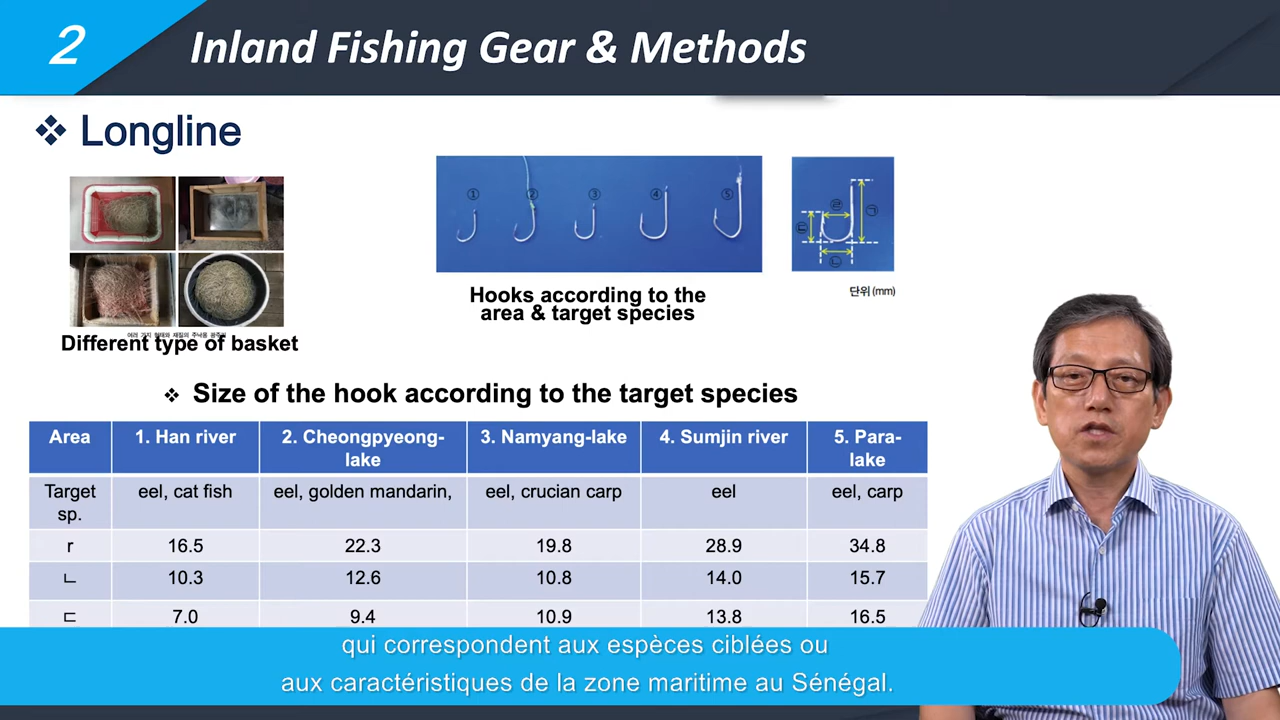 2
Inland Fishing Gear & Methods
❖ Longline
① ② ③ ④ ⑤
㉣
㉠
㉢
㉡
단위 (mm)
Hooks according to the
area & target species
Different type of basket
❖ Size of the hook according to the target species
Area 1. Han river 2. Cheongpyeong-lake 3. Namyang-lake 4. Sumjin river 5. Para-lake
Target sp. eel, cat fish eel, golden mandarin, eel, crucian carp eel eel, carp
r 16.5 22.3 19.8 28.9 34.8
ㄴ 10.3 12.6 10.8 14.0 15.7
ㄷ 7.0 9.4 10.9 13.8 16.5
qui correspondent aux espèces ciblées ou
aux caractéristiques de la zone maritime au Sénégal.